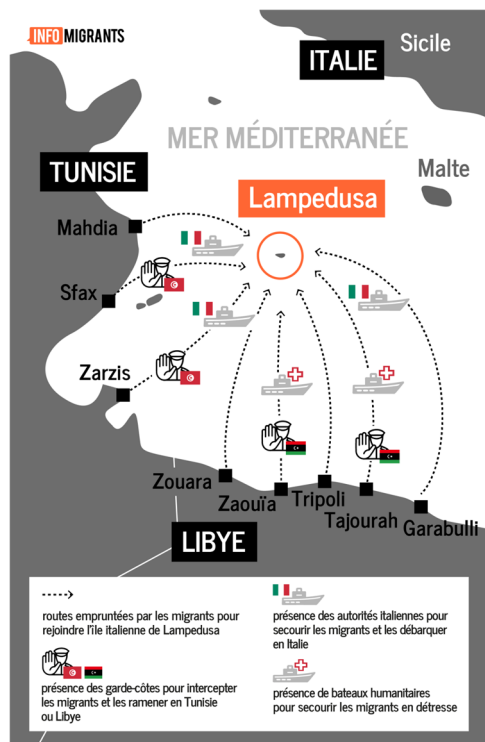 INFO MIGRANTS
Sicile
ITALIE
MER MÉDITERRANÉE
TUNISIE
Malte
Lampedusa
Mahdia
Sfax
Zarzis
Zouara
Zaouïa
Tripoli
Tajourah
Garabulli
LIBYE
routes empruntées par les migrants pour
rejoindre l'île italienne de Lampedusa
présence des garde-côtes pour intercepter
les migrants et les ramener en Tunisie
ou Libye
présence des autorités italiennes pour
secourir les migrants et les débarquer
en Italie
présence de bateaux humanitaires
pour secourir les migrants en détresse